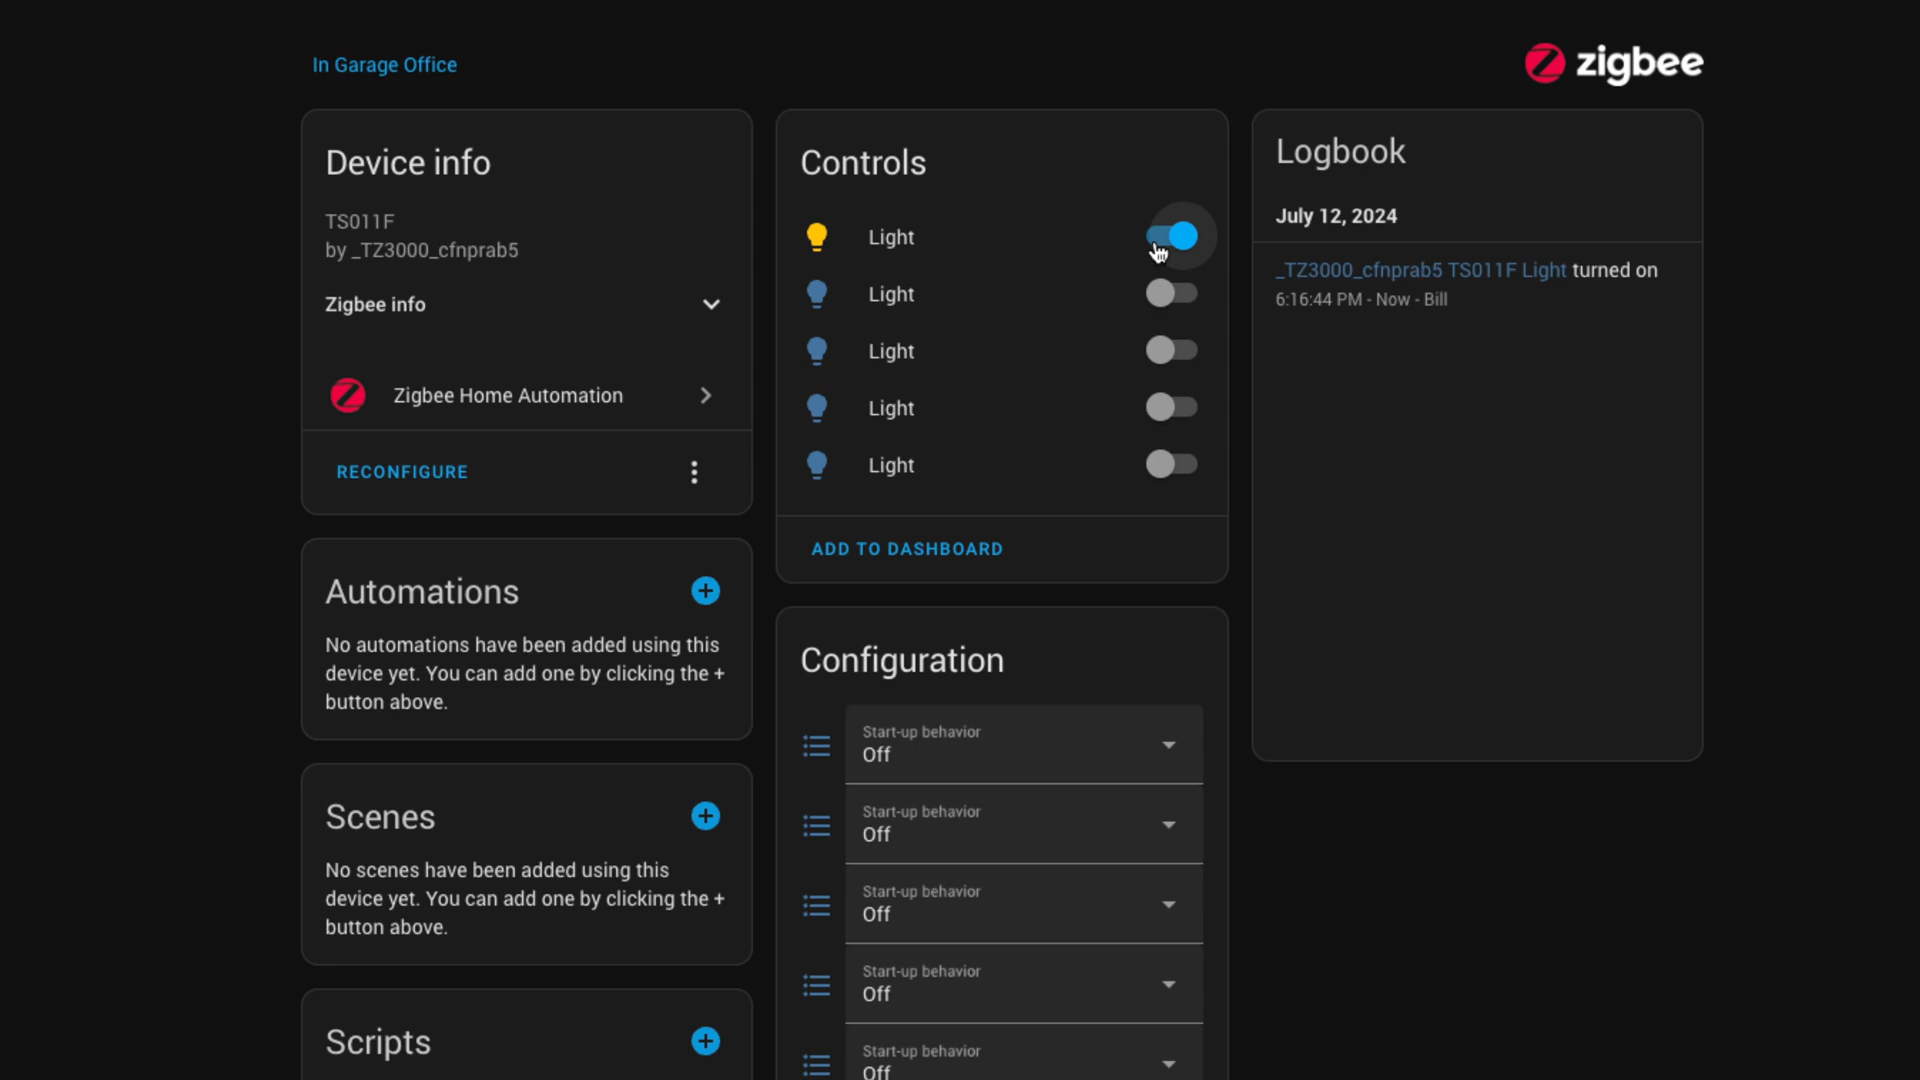 In Garage Office
zigbee
Device info
TS011F
by _TZ3000_cfnprab5
Zigbee info
Zigbee Home Automation
RECONFIGURE
Automations
No automations have been added using this
device yet. You can add one by clicking the +
button above.
Scenes
No scenes have been added using this
device yet. You can add one by clicking the +
button above.
Scripts
Controls
Light
Light
Light
Light
Light
ADD TO DASHBOARD
Configuration
Start-up behavior
Off
Start-up behavior
Off
Start-up behavior
Off
Start-up behavior
Off
Start-up behavior
Off
Logbook
July 12, 2024
_TZ3000_cfnprab5 TS011F Light turned on
6:16:44 PM - Now - Bill